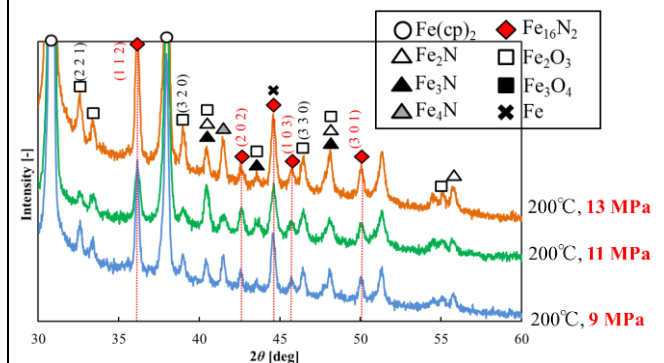 Fe(cp)₂
Fe₁₆N₂
Fe₂N
Fe₂O₃
Fe₃N
Fe₃O₄
Fe₄N
Fe
(2 2 1)
(1 1 2)
(3 2 0)
(2 0 2)
(1 0 3)
(3 3 0)
(3 0 1)
Intensity [-]
200℃, 13 MPa
200℃, 11 MPa
200℃, 9 MPa
30 35 40 45 50 55 60
2θ [deg]